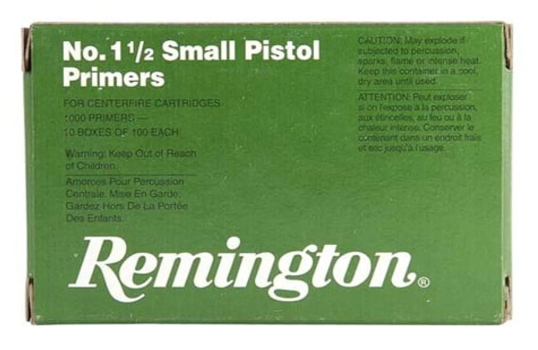 No. 1 1/2 Small Pistol
Primers
FOR CENTERFIRE CARTRIDGES
1000 PRIMERS—
10 BOXES OF 100 EACH
Warning: Keep Out of Reach
of Children.
Amorces Pour Percussion
Centrale. Mise En Garde,
Gardez Hors De La Portée
Des Enfants.
CAUTION: May explode if
subjected to percussion,
sparks, flame or intense heat.
Keep this container in a cool,
dry area until used.
ATTENTION: Peut exploser
si on l'expose à la percussion,
aux étincelles, au feu ou à la
chaleur intense. Conserver le
contenant dans un endroit frais
et sec jusqu'à l'usage.
Remington®